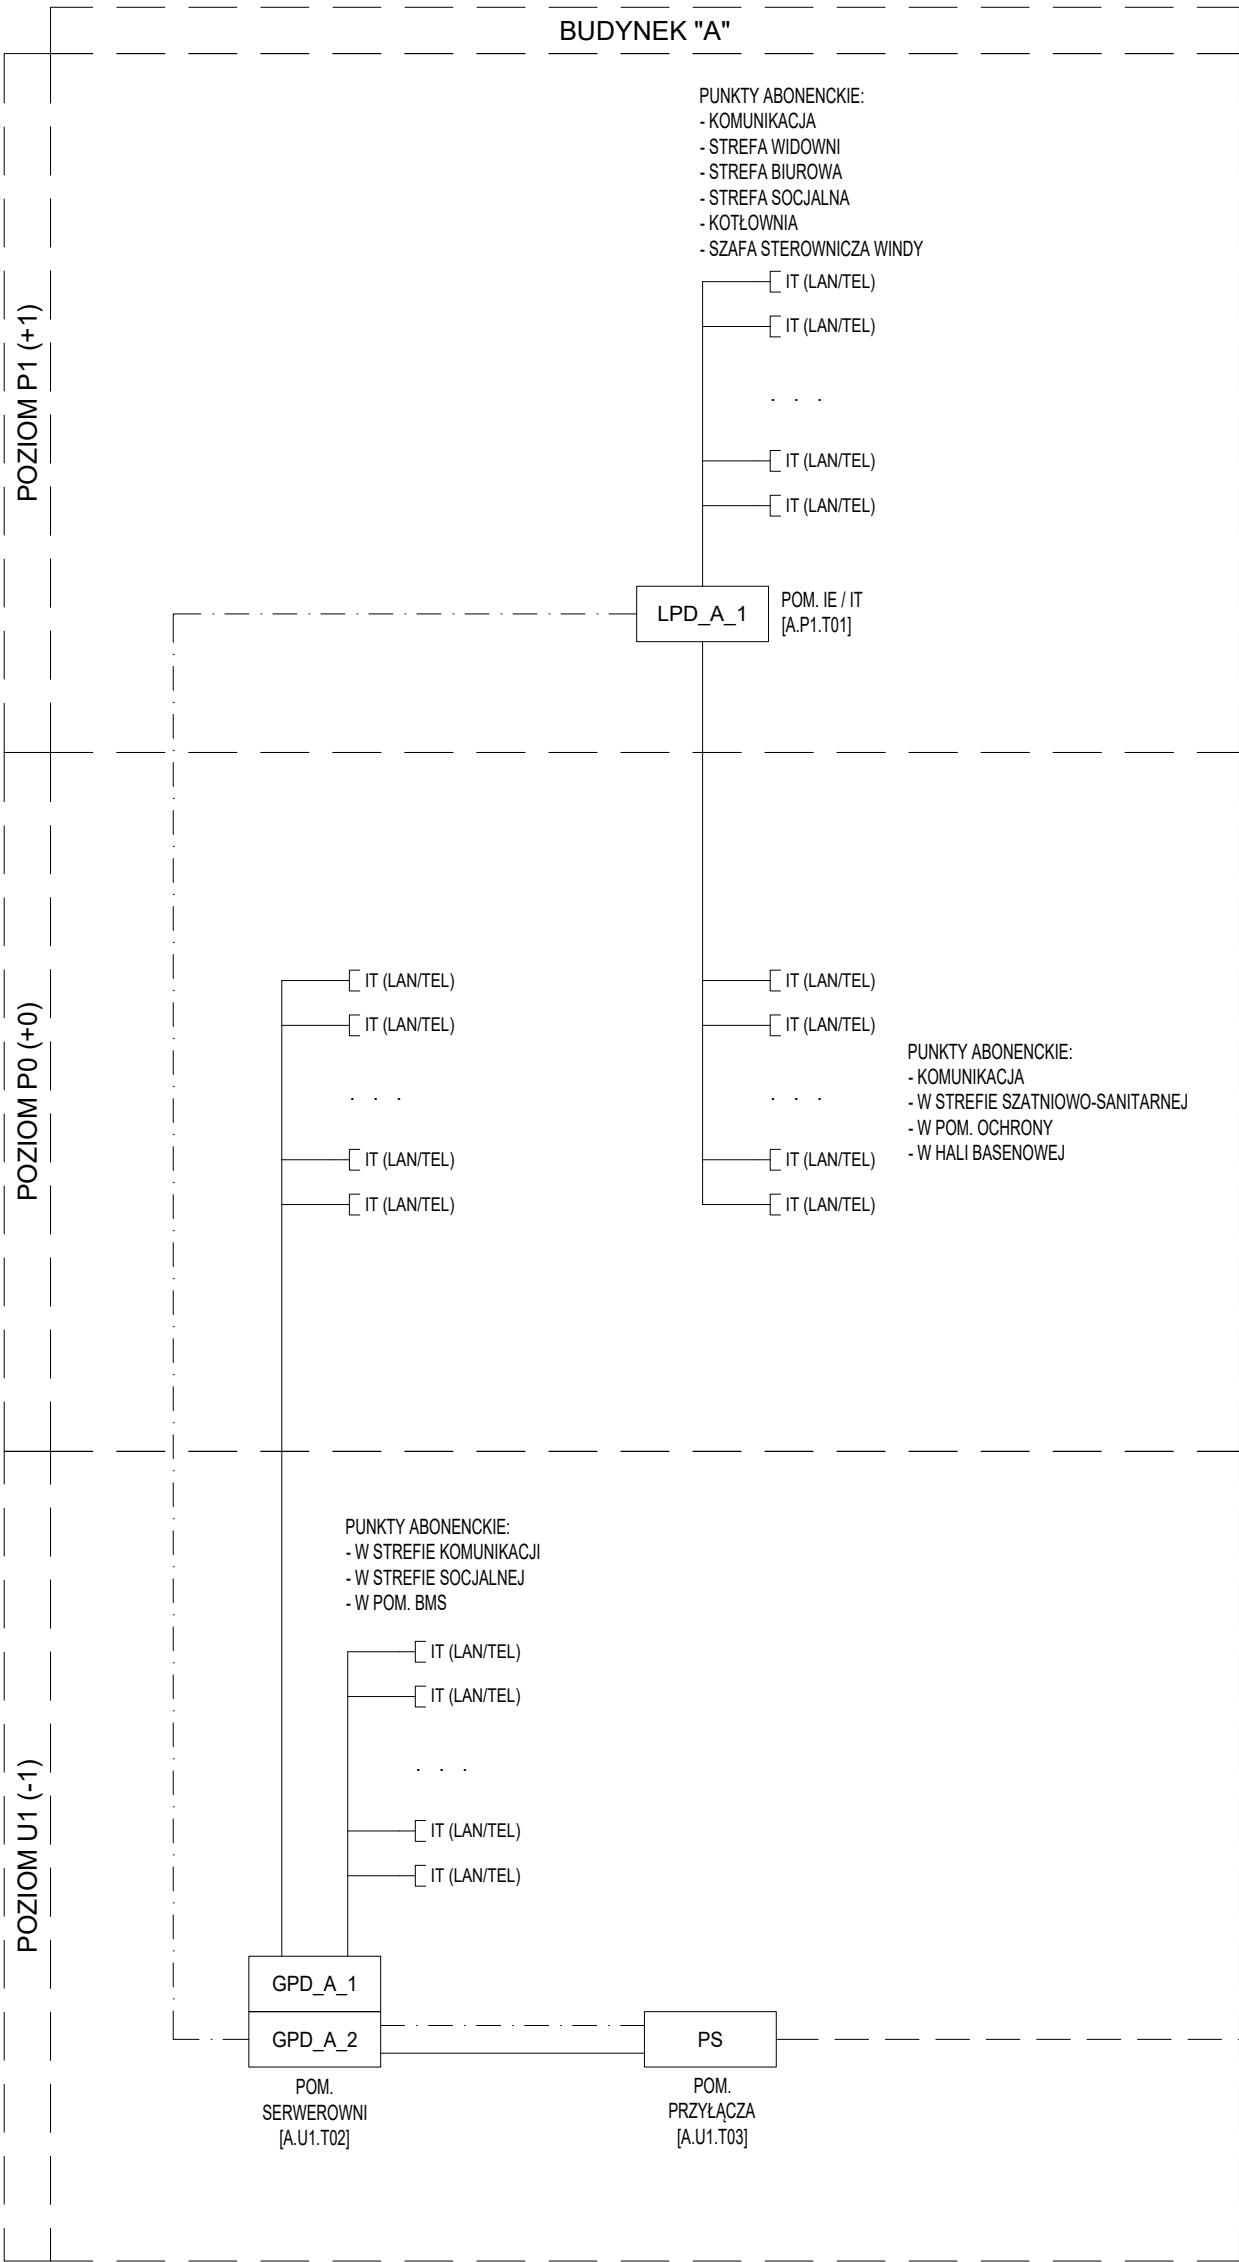 BUDYNEK "A"
POZIOM P1 (+1)
PUNKTY ABONENCKIE:
- KOMUNIKACJA
- STREFA WIDOWNI
- STREFA BIUROWA
- STREFA SOCJALNA
- KOTŁOWNIA
- SZAFA STEROWNICZA WINDY
IT (LAN/TEL)
IT (LAN/TEL)
. . .
IT (LAN/TEL)
IT (LAN/TEL)
LPD_A_1
POM. IE / IT
[A.P1.T01]
POZIOM P0 (+0)
IT (LAN/TEL)
IT (LAN/TEL)
. . .
IT (LAN/TEL)
IT (LAN/TEL)
IT (LAN/TEL)
IT (LAN/TEL)
. . .
IT (LAN/TEL)
IT (LAN/TEL)
PUNKTY ABONENCKIE:
- KOMUNIKACJA
- W STREFIE SZATNIOWO-SANITARNEJ
- W POM. OCHRONY
- W HALI BASENOWEJ
POZIOM U1 (-1)
PUNKTY ABONENCKIE:
- W STREFIE KOMUNIKACJI
- W STREFIE SOCJALNEJ
- W POM. BMS
IT (LAN/TEL)
IT (LAN/TEL)
. . .
IT (LAN/TEL)
IT (LAN/TEL)
GPD_A_1
GPD_A_2
POM.
SERWEROWNI
[A.U1.T02]
PS
POM.
PRZYŁĄCZA
[A.U1.T03]